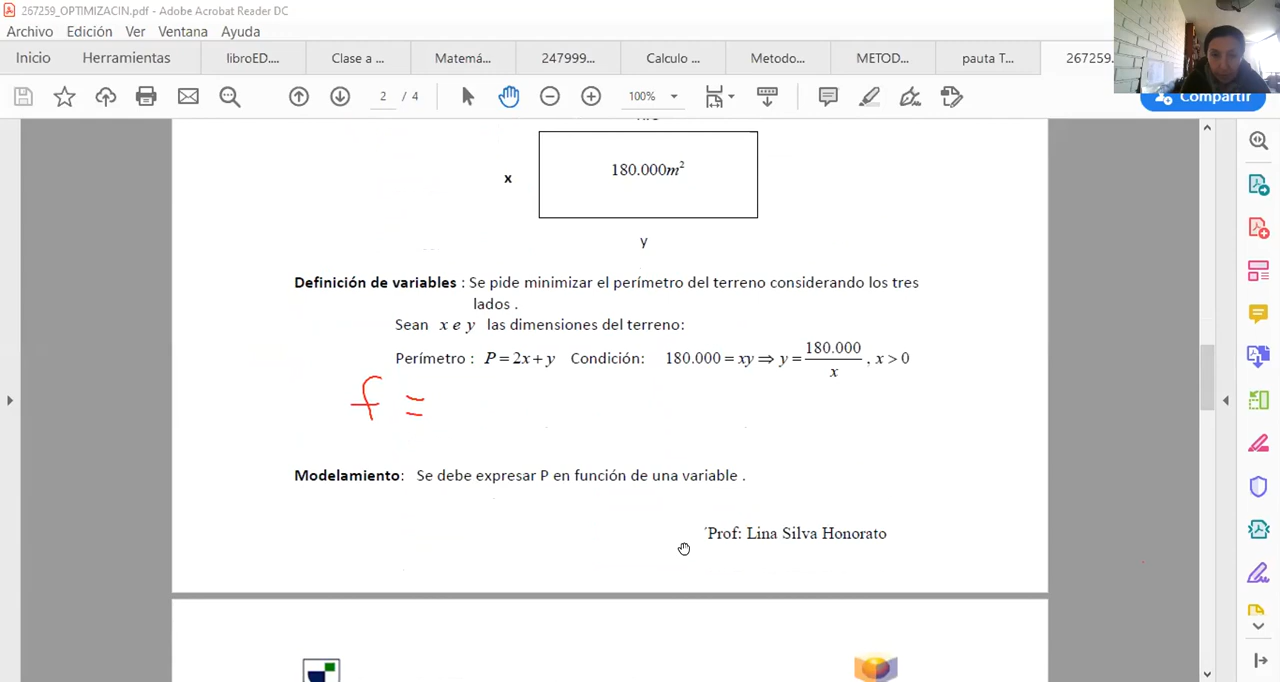 267259_OPTIMIZACIN.pdf - Adobe Acrobat Reader DC
Archivo Edición Ver Ventana Ayuda
Inicio Herramientas libroED.... Clase a ... Matemá... 247999... Calculo ... Metodo... METOD... pauta T... 267259
2 / 4 100% Compartir
x
180.000m²
y
Definición de variables : Se pide minimizar el perímetro del terreno considerando los tres
lados .
Sean x e y las dimensiones del terreno:
Perímetro : P = 2x + y Condición: 180.000 = xy ⇒ y = 180.000/x , x > 0
f =
Modelamiento: Se debe expresar P en función de una variable .
´Prof: Lina Silva Honorato